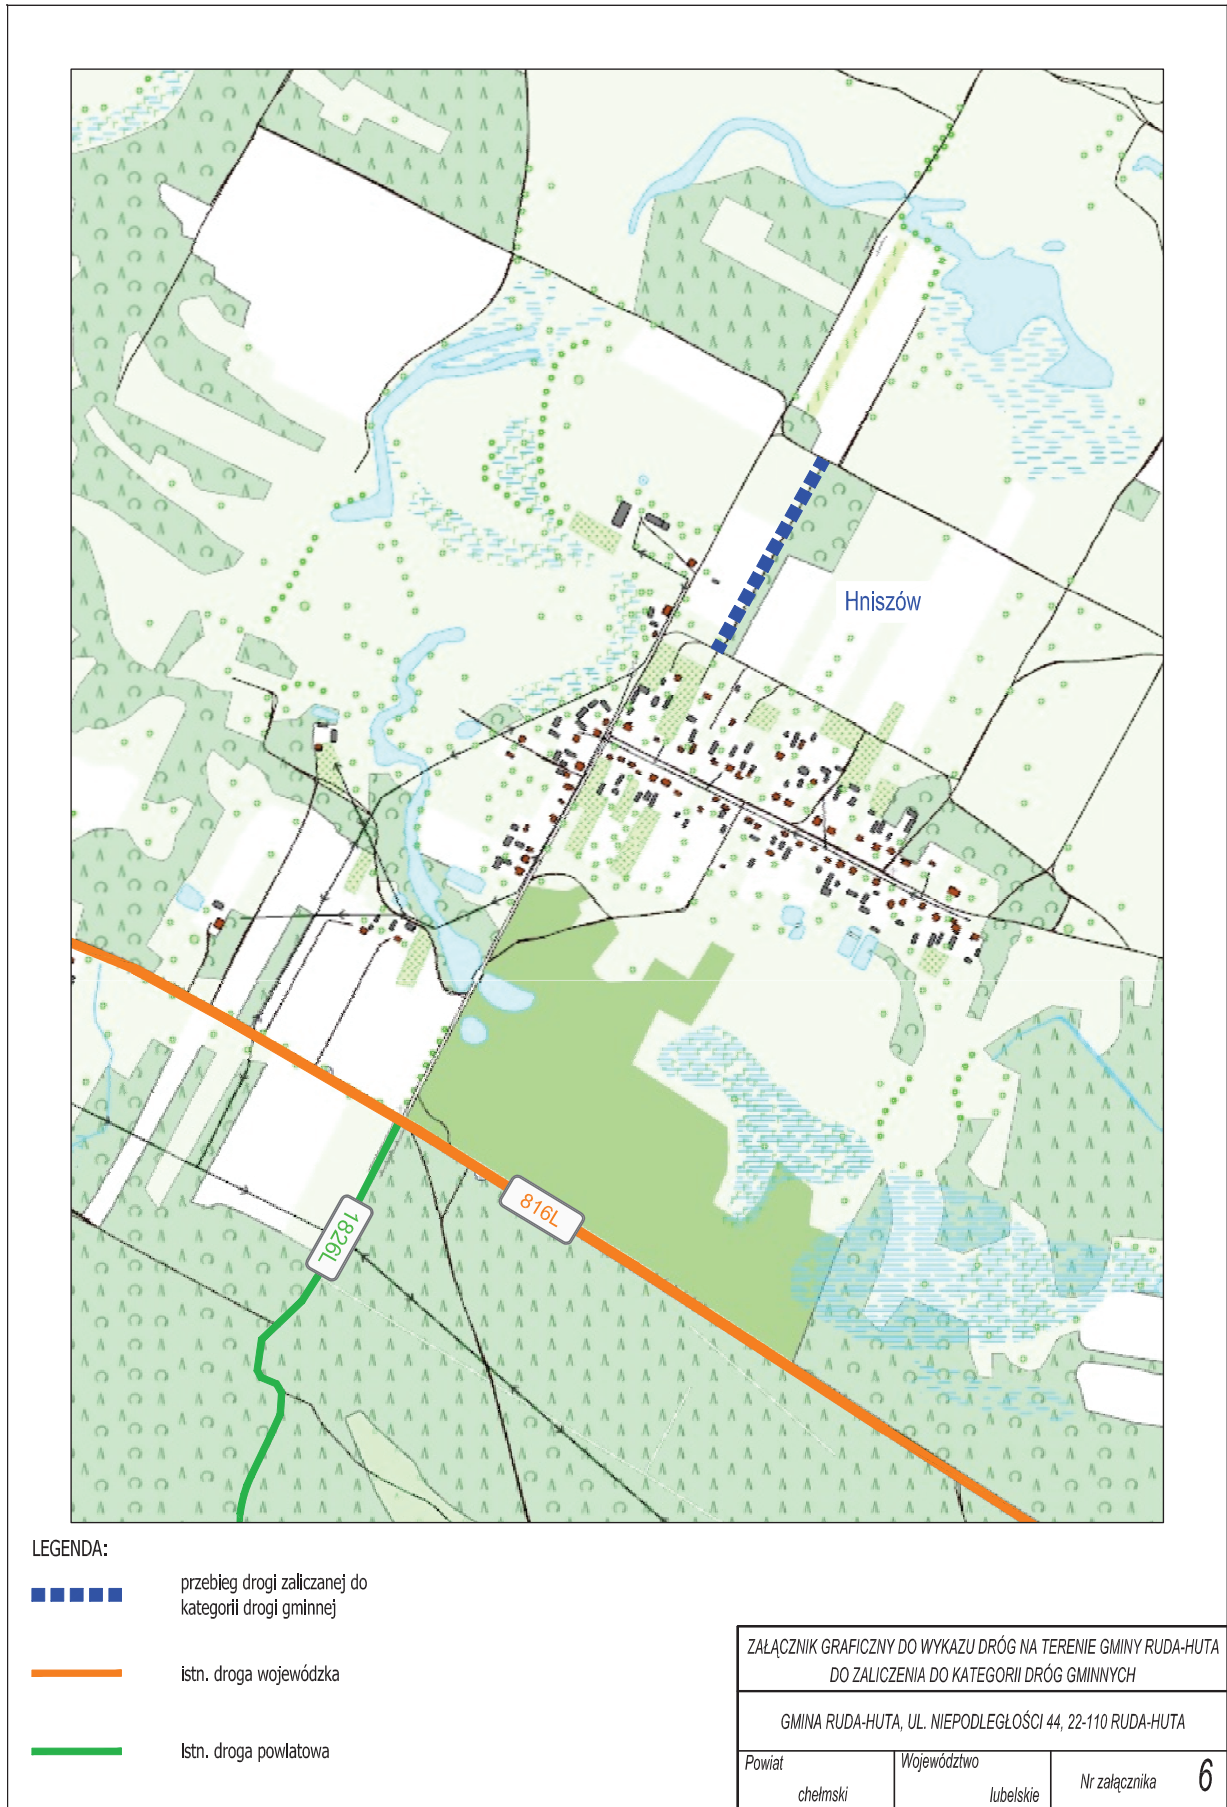 Hniszów
816L
1826L
LEGENDA:
przebieg drogi zaliczanej do
kategorii drogi gminnej
istn. droga wojewódzka
Istn. droga powlatowa
ZAŁĄCZNIK GRAFICZNY DO WYKAZU DRÓG NA TERENIE GMINY RUDA-HUTA
DO ZALICZENIA DO KATEGORII DRÓG GMINNYCH
GMINA RUDA-HUTA, UL. NIEPODLEGŁOŚCI 44, 22-110 RUDA-HUTA
Powiat
chełmski
Województwo
lubelskie
Nr załącznika 6